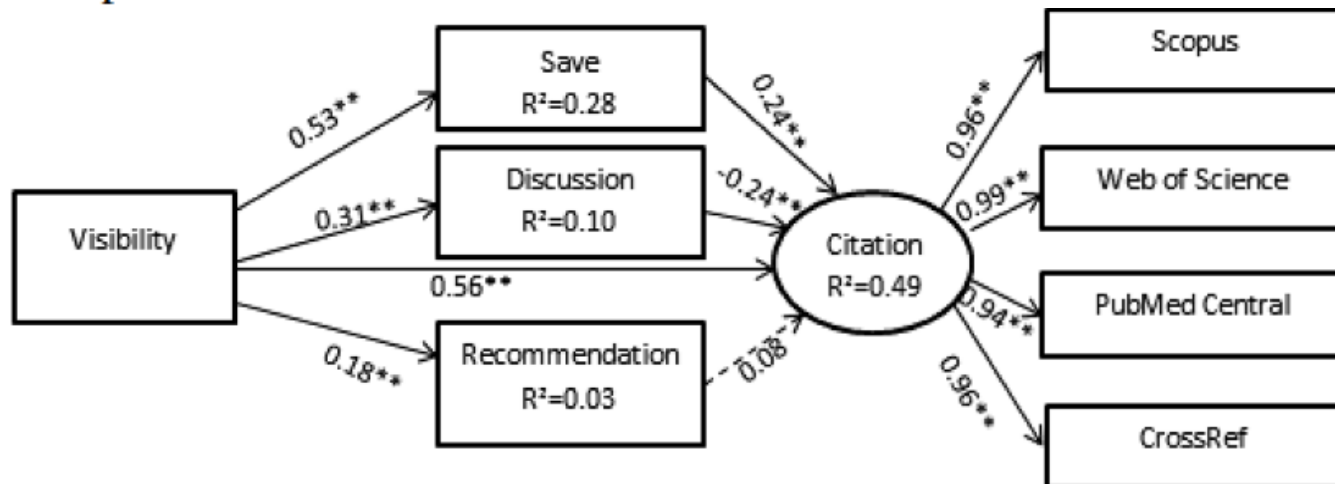 Visibility
0.53**
0.31**
0.56**
0.18**
Save
R²=0.28
Discussion
R²=0.10
Recommendation
R²=0.03
0.24**
-0.24**
0.08
Citation
R²=0.49
0.96**
0.99**
0.94**
0.96**
Scopus
Web of Science
PubMed Central
CrossRef